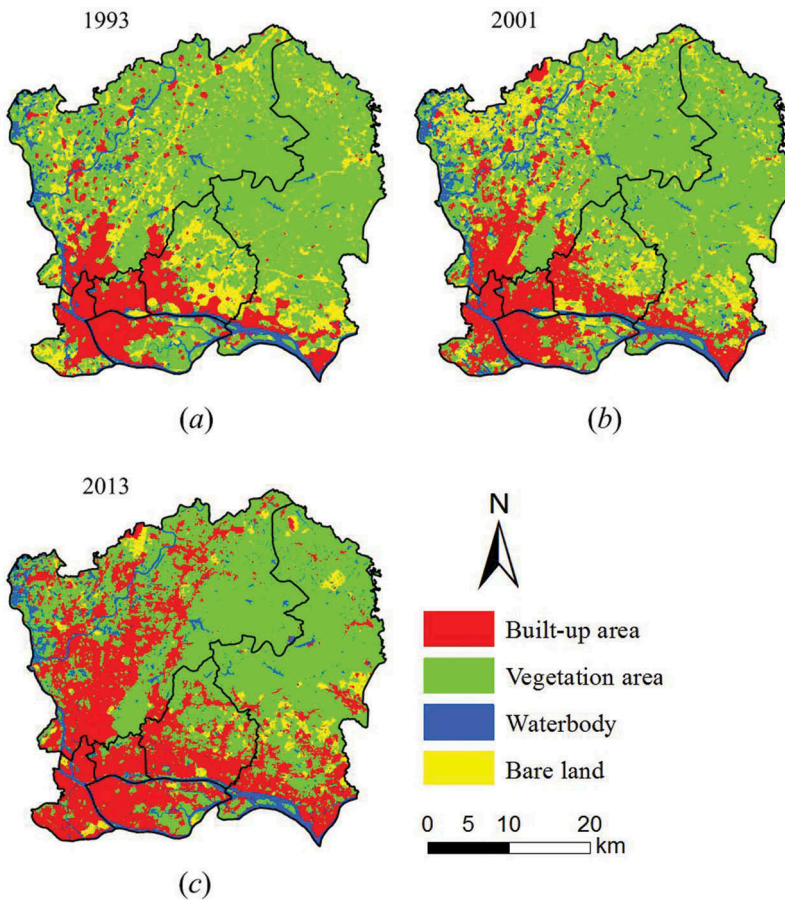 1993
2001
(a)
(b)
2013
N
Built-up area
Vegetation area
Waterbody
Bare land
0 5 10 20
km
(c)